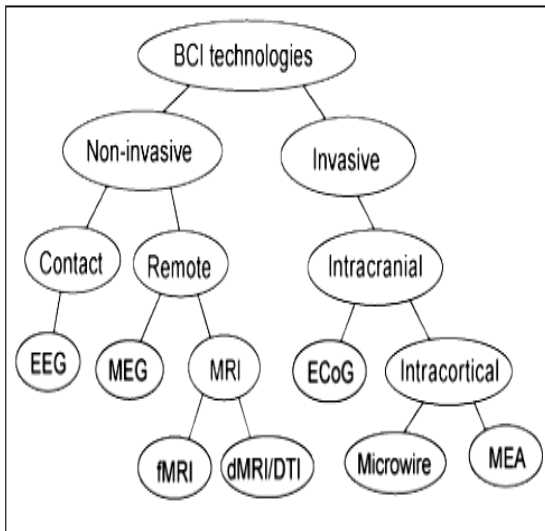 BCI technologies
Non-invasive
Invasive
Contact
Remote
Intracranial
EEG
MEG
MRI
ECoG
Intracortical
fMRI
dMRI/DTI
Microwire
MEA